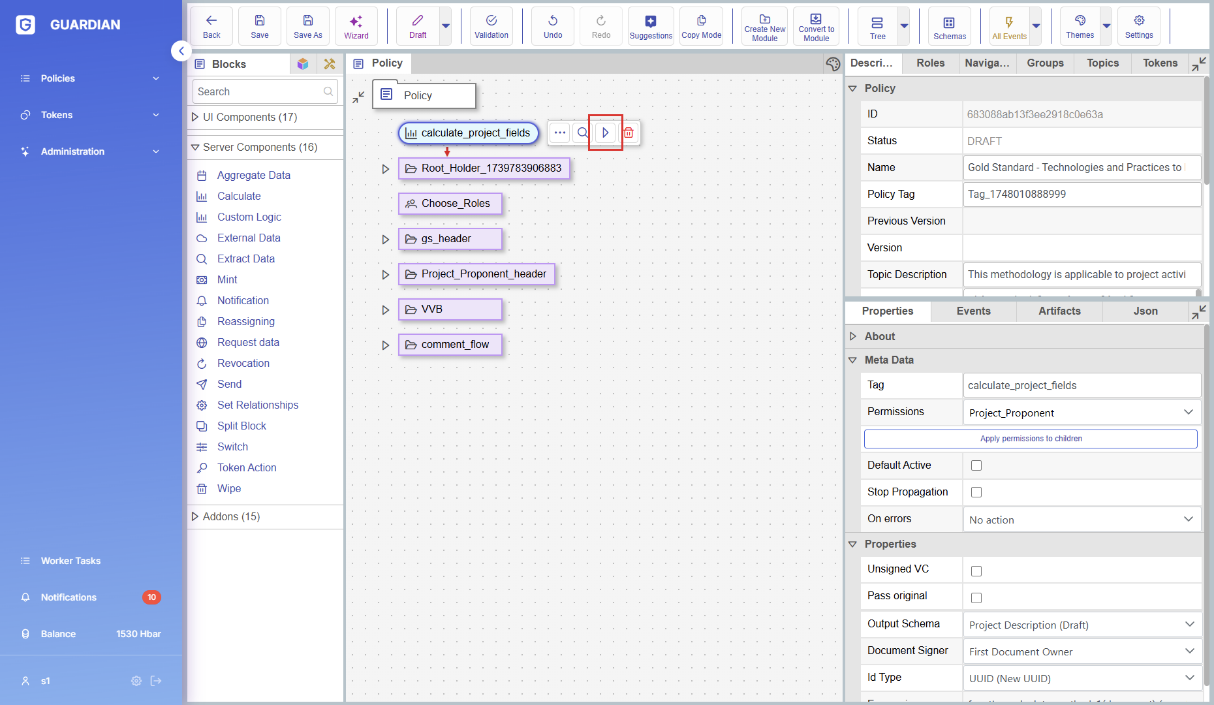 GUARDIAN
Policies
Tokens
Administration
Worker Tasks
Notifications 10
Balance 1530 Hbar
s1
Back
Save
Save As
Wizard
Draft
Validation
Undo
Redo
Suggestions
Copy Mode
Create New Module
Convert to Module
Tree
Schemas
All Events
Themes
Settings
Blocks
Search
UI Components (17)
Server Components (16)
Aggregate Data
Calculate
Custom Logic
External Data
Extract Data
Mint
Notification
Reassigning
Request data
Revocation
Send
Set Relationships
Split Block
Switch
Token Action
Wipe
Addons (15)
Policy
Policy
calculate_project_fields
Root_Holder_1739783906883
Choose_Roles
gs_header
Project_Proponent_header
VVB
comment_flow
Descri... Roles Naviga... Groups Topics Tokens
Policy
ID 683088ab13f3ee2918c0e63a
Status DRAFT
Name Gold Standard - Technologies and Practices to
Policy Tag Tag_1748010888999
Previous Version
Version
Topic Description This methodology is applicable to project activi
Properties Events Artifacts Json
About
Meta Data
Tag calculate_project_fields
Permissions Project_Proponent
Apply permissions to children
Default Active
Stop Propagation
On errors No action
Properties
Unsigned VC
Pass original
Output Schema Project Description (Draft)
Document Signer First Document Owner
Id Type UUID (New UUID)